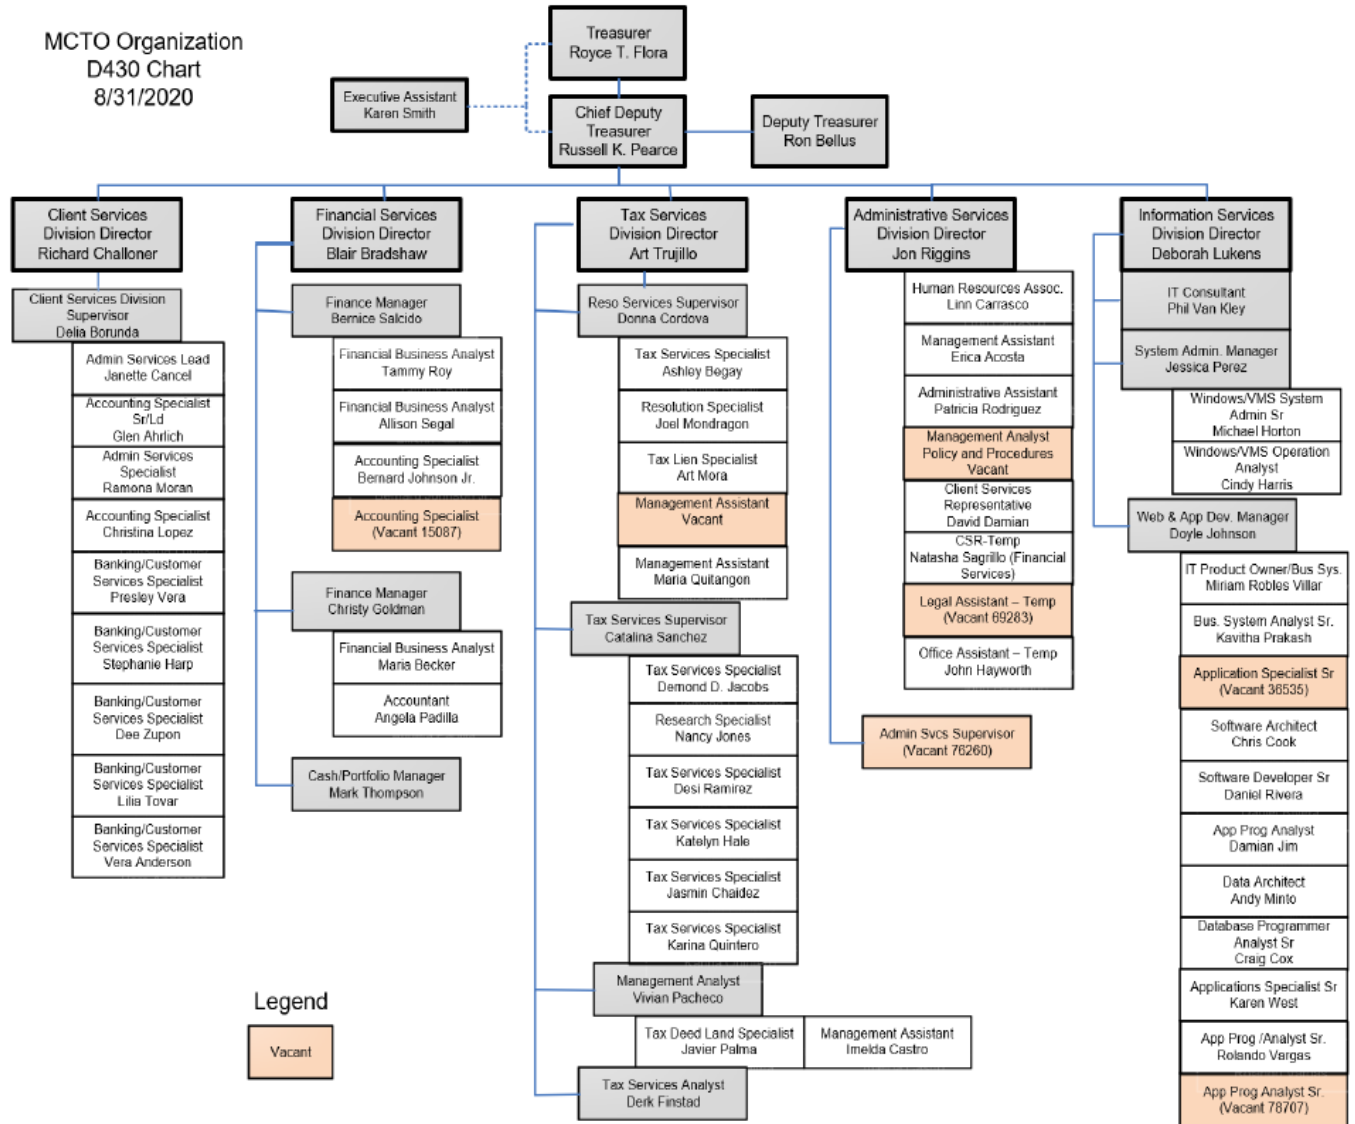 MCTO Organization
D430 Chart
8/31/2020
Treasurer
Royce T. Flora
Executive Assistant
Karen Smith
Chief Deputy
Treasurer
Russell K. Pearce
Deputy Treasurer
Ron Bellus
Client Services
Division Director
Richard Challoner
Client Services Division
Supervisor
Delia Borunda
Admin Services Lead
Janette Cancel
Accounting Specialist
Sr/Ld
Glen Ahrlich
Admin Services
Specialist
Ramona Moran
Accounting Specialist
Christina Lopez
Banking/Customer
Services Specialist
Presley Vera
Banking/Customer
Services Specialist
Stephanie Harp
Banking/Customer
Services Specialist
Dee Zupon
Banking/Customer
Services Specialist
Lilia Tovar
Banking/Customer
Services Specialist
Vera Anderson
Financial Services
Division Director
Blair Bradshaw
Finance Manager
Bernice Salcido
Financial Business Analyst
Tammy Roy
Financial Business Analyst
Allison Segal
Accounting Specialist
Bernard Johnson Jr.
Accounting Specialist
(Vacant 15087)
Finance Manager
Christy Goldman
Financial Business Analyst
Maria Becker
Accountant
Angela Padilla
Cash/Portfolio Manager
Mark Thompson
Tax Services
Division Director
Art Trujillo
Reso Services Supervisor
Donna Cordova
Tax Services Specialist
Ashley Begay
Resolution Specialist
Joel Mondragon
Tax Lien Specialist
Art Mora
Management Assistant
Vacant
Management Assistant
Maria Quitangon
Tax Services Supervisor
Catalina Sanchez
Tax Services Specialist
Demond D. Jacobs
Research Specialist
Nancy Jones
Tax Services Specialist
Desi Ramirez
Tax Services Specialist
Katelyn Hale
Tax Services Specialist
Jasmin Chaidez
Tax Services Specialist
Karina Quintero
Management Analyst
Vivian Pacheco
Tax Deed Land Specialist
Javier Palma
Management Assistant
Imelda Castro
Tax Services Analyst
Derk Finstad
Administrative Services
Division Director
Jon Riggins
Human Resources Assoc.
Linn Carrasco
Management Assistant
Erica Acosta
Administrative Assistant
Patricia Rodriguez
Management Analyst
Policy and Procedures
Vacant
Client Services
Representative
David Damian
CSR-Temp
Natasha Sagrillo (Financial
Services)
Legal Assistant – Temp
(Vacant 69283)
Office Assistant – Temp
John Hayworth
Admin Svcs Supervisor
(Vacant 76260)
Information Services
Division Director
Deborah Lukens
IT Consultant
Phil Van Kley
System Admin. Manager
Jessica Perez
Windows/VMS System
Admin Sr
Michael Horton
Windows/VMS Operation
Analyst
Cindy Harris
Web & App Dev. Manager
Doyle Johnson
IT Product Owner/Bus Sys.
Miriam Robles Villar
Bus. System Analyst Sr.
Kavitha Prakash
Application Specialist Sr
(Vacant 36535)
Software Architect
Chris Cook
Software Developer Sr
Daniel Rivera
App Prog Analyst
Damian Jim
Data Architect
Andy Minto
Database Programmer
Analyst Sr
Craig Cox
Applications Specialist Sr
Karen West
App Prog /Analyst Sr.
Rolando Vargas
App Prog Analyst Sr.
(Vacant 78707)
Legend
Vacant